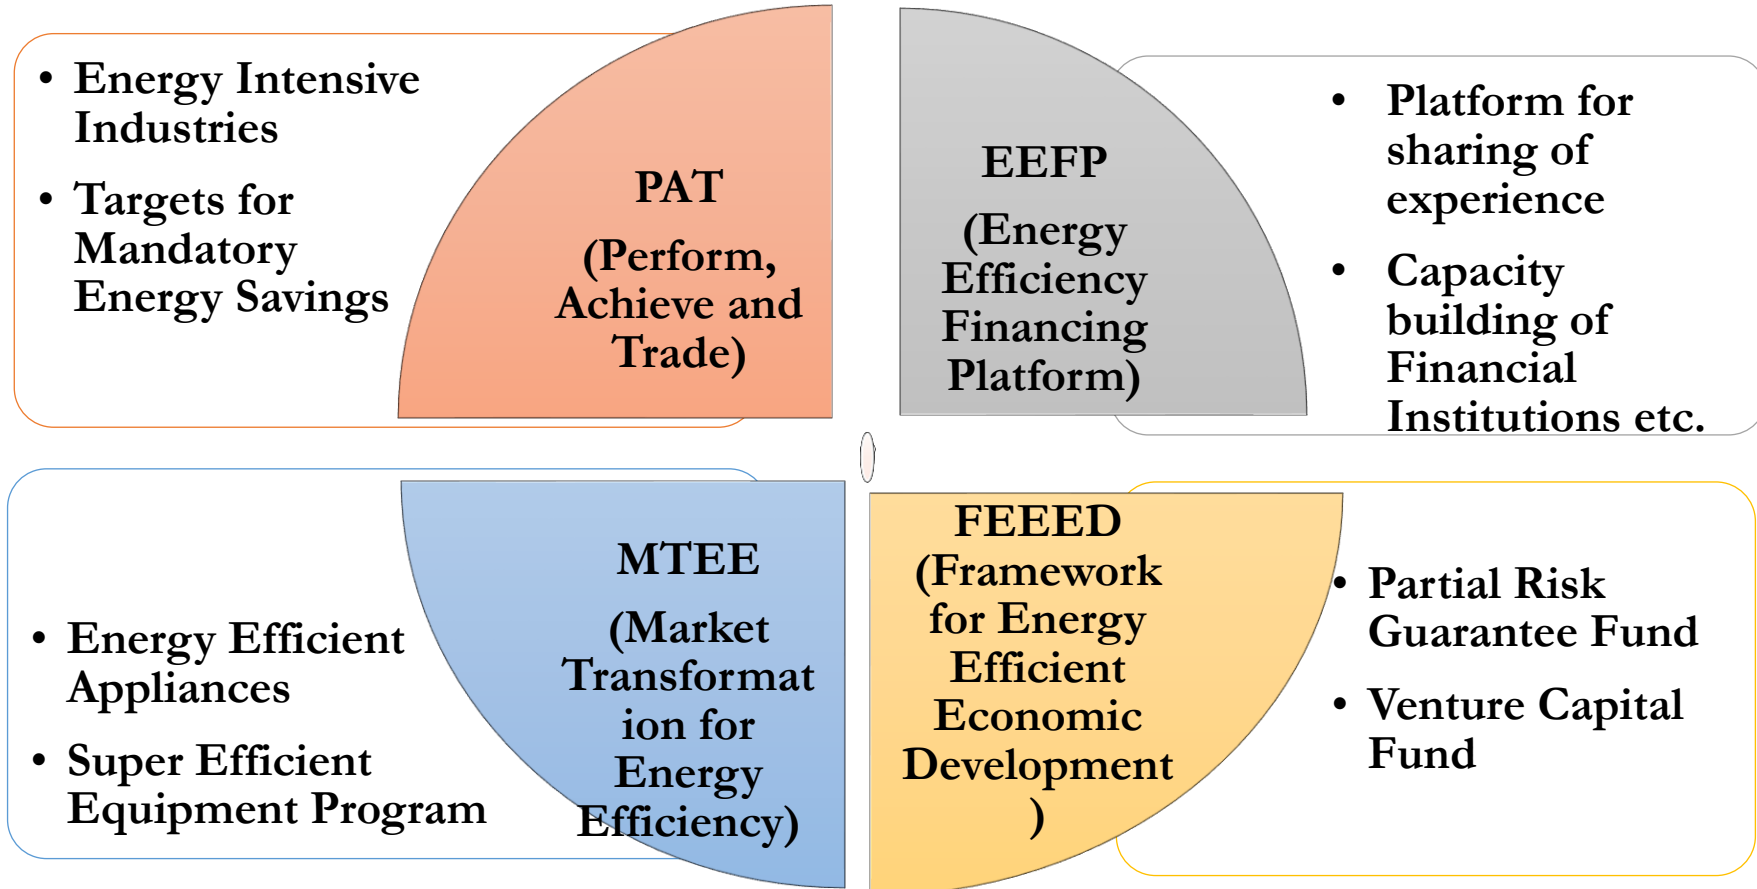 • Energy Intensive
Industries
• Targets for
Mandatory
Energy Savings
PAT
(Perform,
Achieve and
Trade)
EEFP
(Energy
Efficiency
Financing
Platform)
• Platform for
sharing of
experience
• Capacity
building of
Financial
Institutions etc.
• Energy Efficient
Appliances
• Super Efficient
Equipment Program
MTEE
(Market
Transformat
ion for
Energy
Efficiency)
FEEED
(Framework
for Energy
Efficient
Economic
Development
)
• Partial Risk
Guarantee Fund
• Venture Capital
Fund